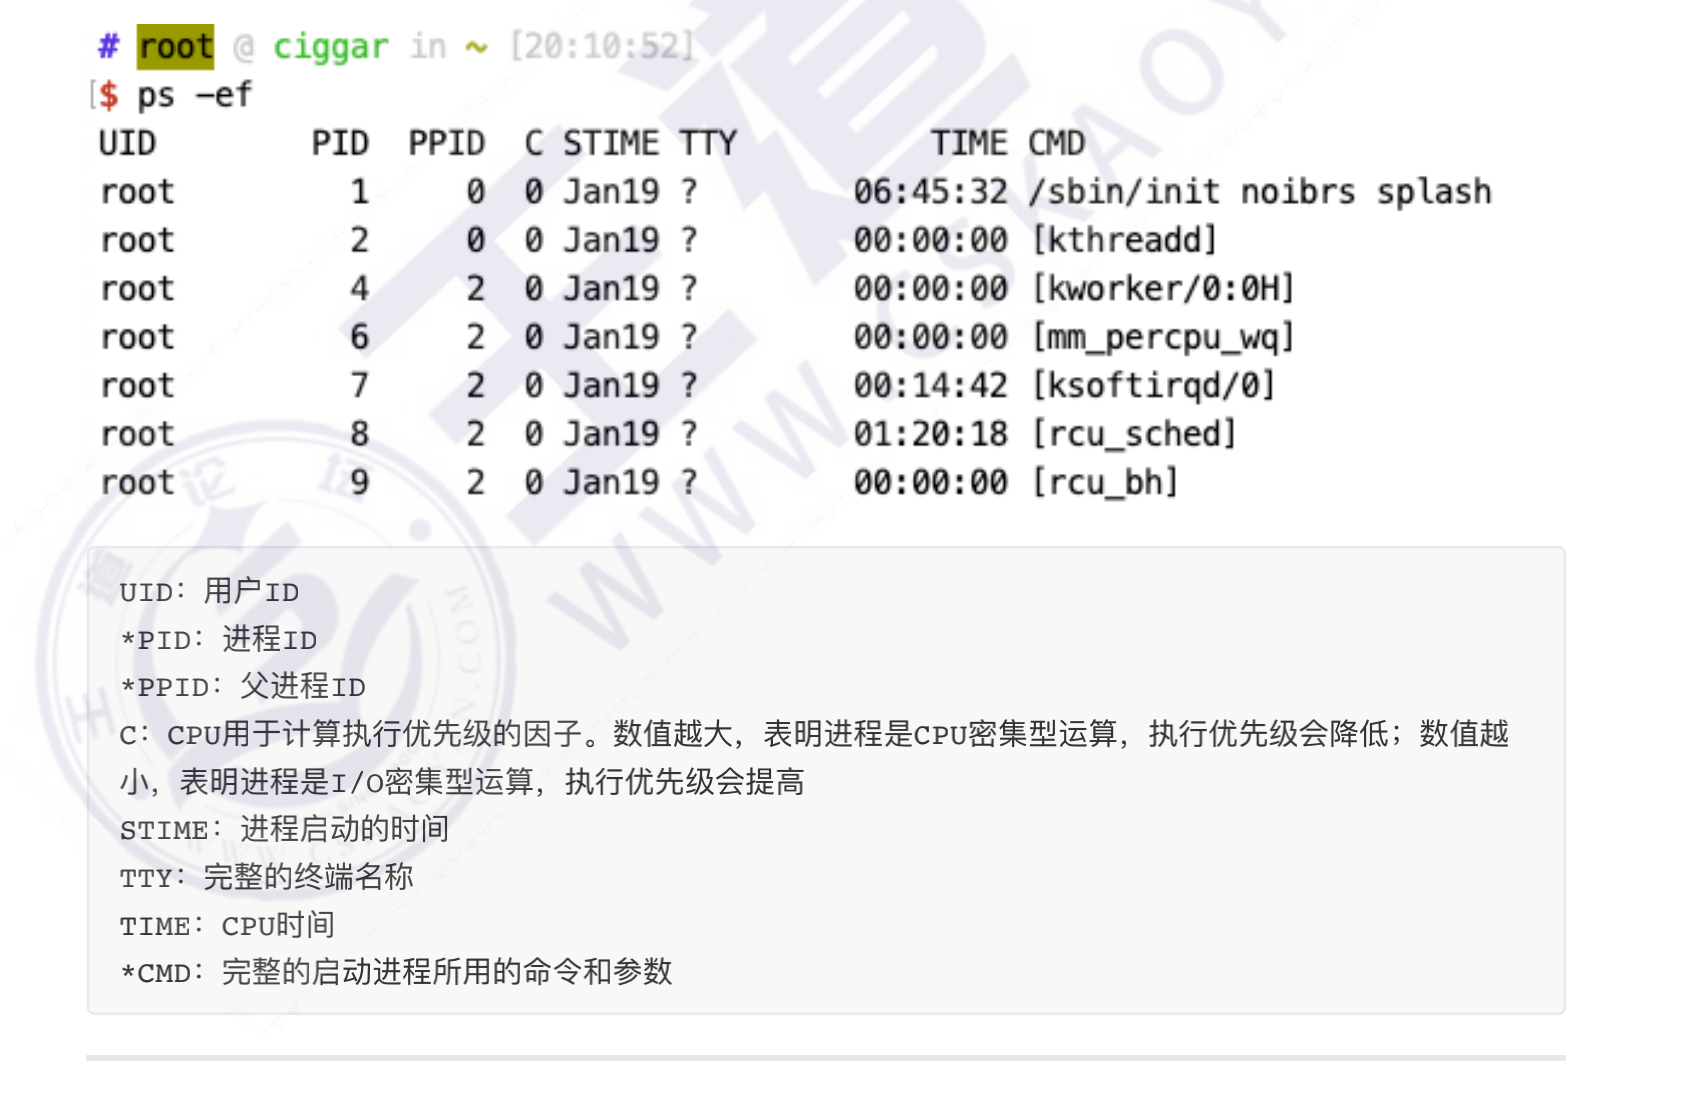 # root @ ciggar in ~ [20:10:52]
[$ ps -ef
UID        PID  PPID  C STIME TTY          TIME CMD
root         1     0  0 Jan19 ?        06:45:32 /sbin/init noibrs splash
root         2     0  0 Jan19 ?        00:00:00 [kthreadd]
root         4     2  0 Jan19 ?        00:00:00 [kworker/0:0H]
root         6     2  0 Jan19 ?        00:00:00 [mm_percpu_wq]
root         7     2  0 Jan19 ?        00:14:42 [ksoftirqd/0]
root         8     2  0 Jan19 ?        01:20:18 [rcu_sched]
root         9     2  0 Jan19 ?        00:00:00 [rcu_bh]
UID：用户ID
*PID：进程ID
*PPID：父进程ID
C：CPU用于计算执行优先级的因子。数值越大，表明进程是CPU密集型运算，执行优先级会降低；数值越
小，表明进程是I/O密集型运算，执行优先级会提高
STIME：进程启动的时间
TTY：完整的终端名称
TIME：CPU时间
*CMD：完整的启动进程所用的命令和参数
王道论坛